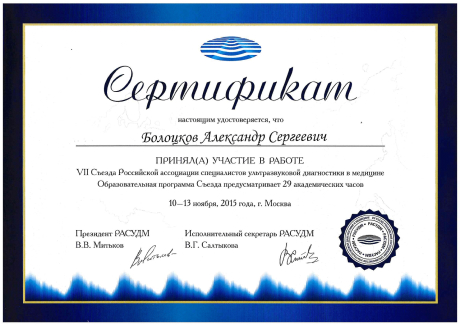 Сертификат
настоящим удостоверяется, что
Болоцков Александр Сергеевич
ПРИНЯЛ(А) УЧАСТИЕ В РАБОТЕ
VII Съезда Российской ассоциации специалистов ультразвуковой диагностики в медицине
Образовательная программа Съезда предусматривает 29 академических часов
10–13 ноября, 2015 года, г. Москва
Президент РАСУДМ
В.В. Митьков
Исполнительный секретарь РАСУДМ
В.Г. Салтыкова